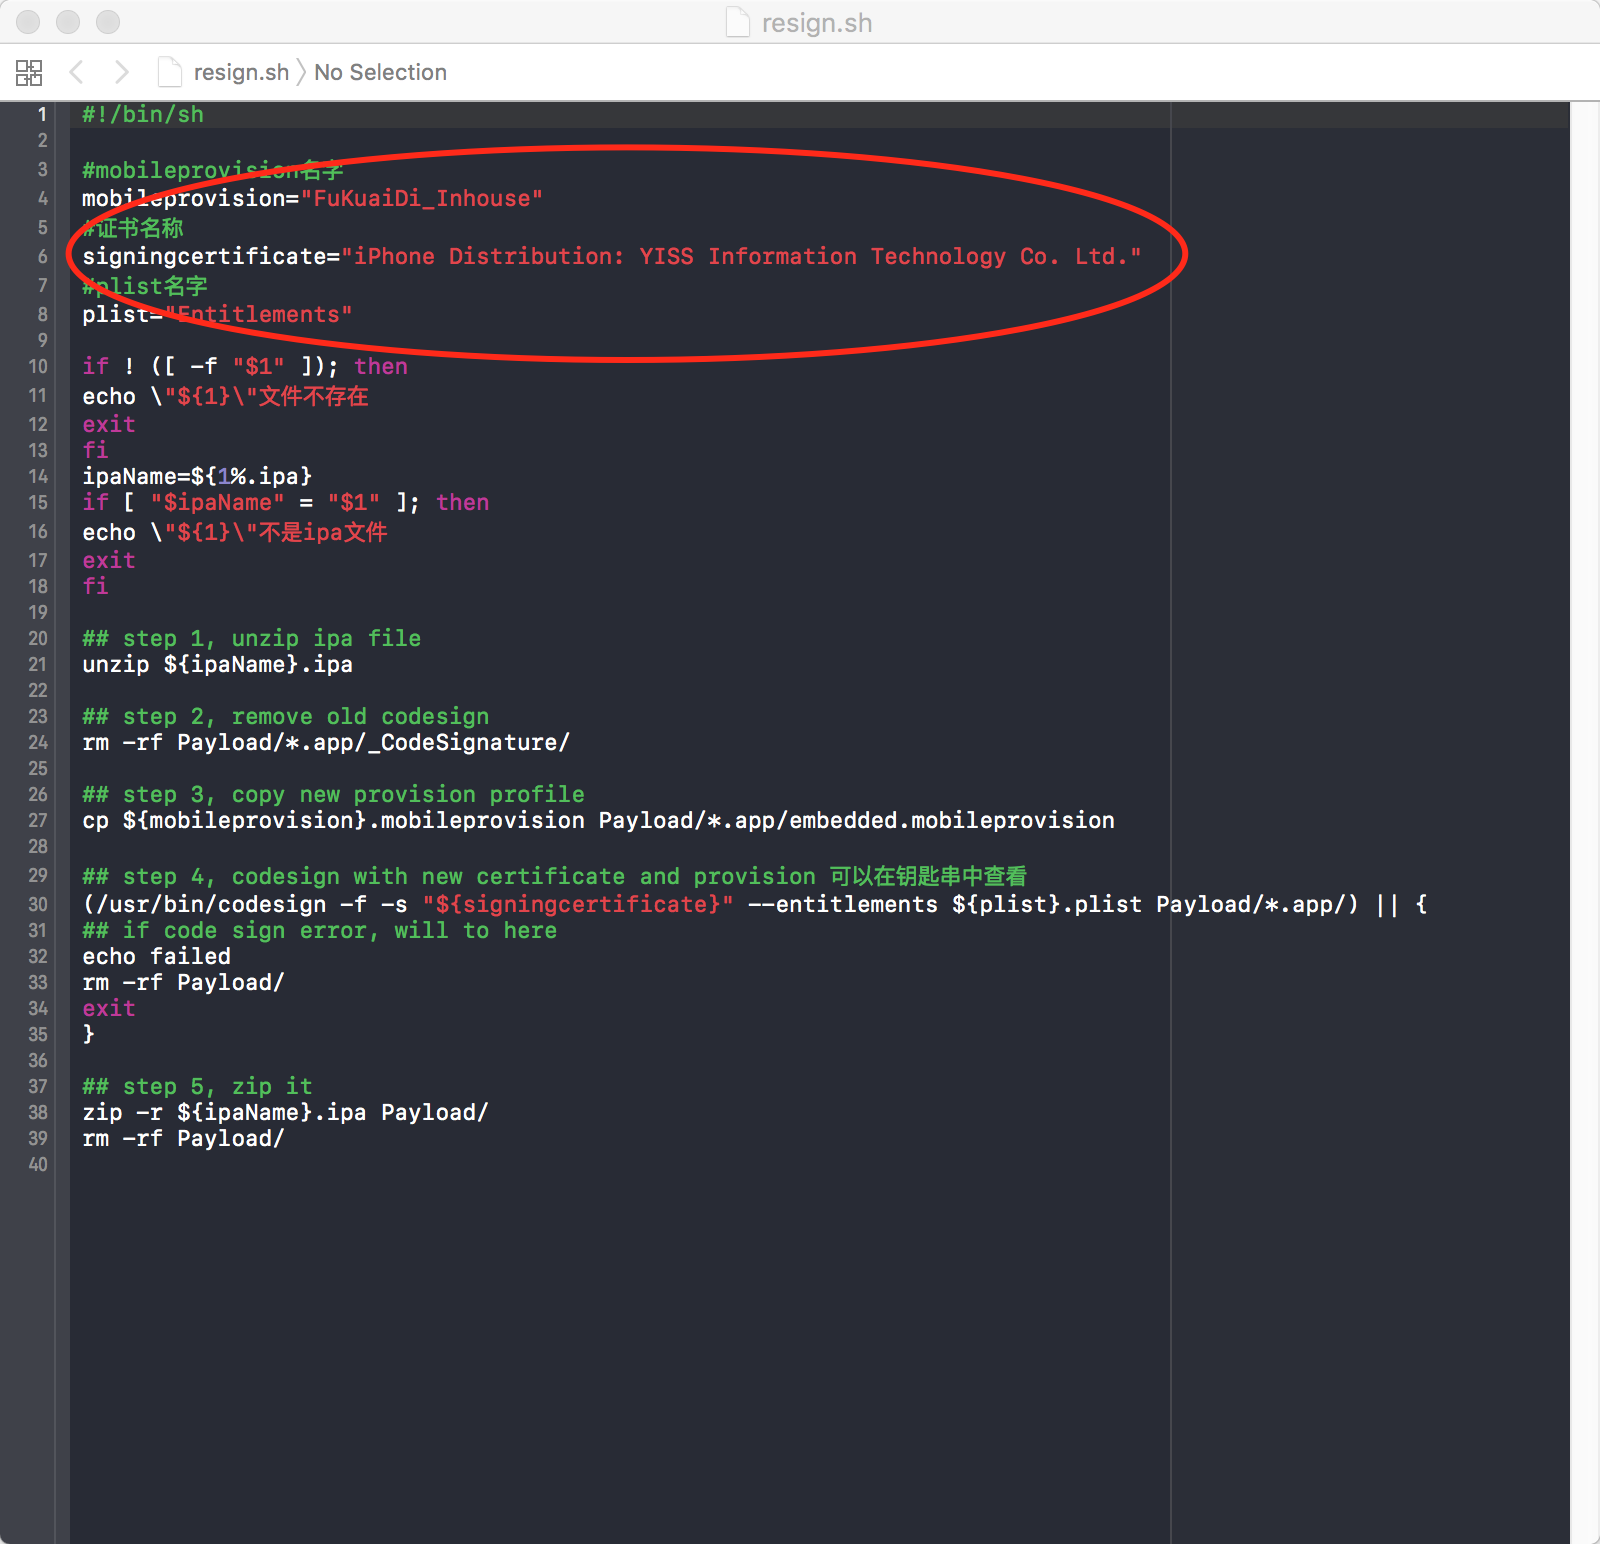 resign.sh
resign.sh 〉 No Selection
1 #!/bin/sh
2
3 #mobileprovision名字
4 mobileprovision="FuKuaiDi_Inhouse"
5 #证书名称
6 signingcertificate="iPhone Distribution: YISS Information Technology Co. Ltd."
7 #plist名字
8 plist="Entitlements"
9
10 if ! ([ -f "$1" ]); then
11 echo \"${1}\"文件不存在
12 exit
13 fi
14 ipaName=${1%.ipa}
15 if [ "$ipaName" = "$1" ]; then
16 echo \"${1}\"不是ipa文件
17 exit
18 fi
19
20 ## step 1, unzip ipa file
21 unzip ${ipaName}.ipa
22
23 ## step 2, remove old codesign
24 rm -rf Payload/*.app/_CodeSignature/
25
26 ## step 3, copy new provision profile
27 cp ${mobileprovision}.mobileprovision Payload/*.app/embedded.mobileprovision
28
29 ## step 4, codesign with new certificate and provision 可以在钥匙串中查看
30 (/usr/bin/codesign -f -s "${signingcertificate}" --entitlements ${plist}.plist Payload/*.app/) || {
31 ## if code sign error, will to here
32 echo failed
33 rm -rf Payload/
34 exit
35 }
36
37 ## step 5, zip it
38 zip -r ${ipaName}.ipa Payload/
39 rm -rf Payload/
40